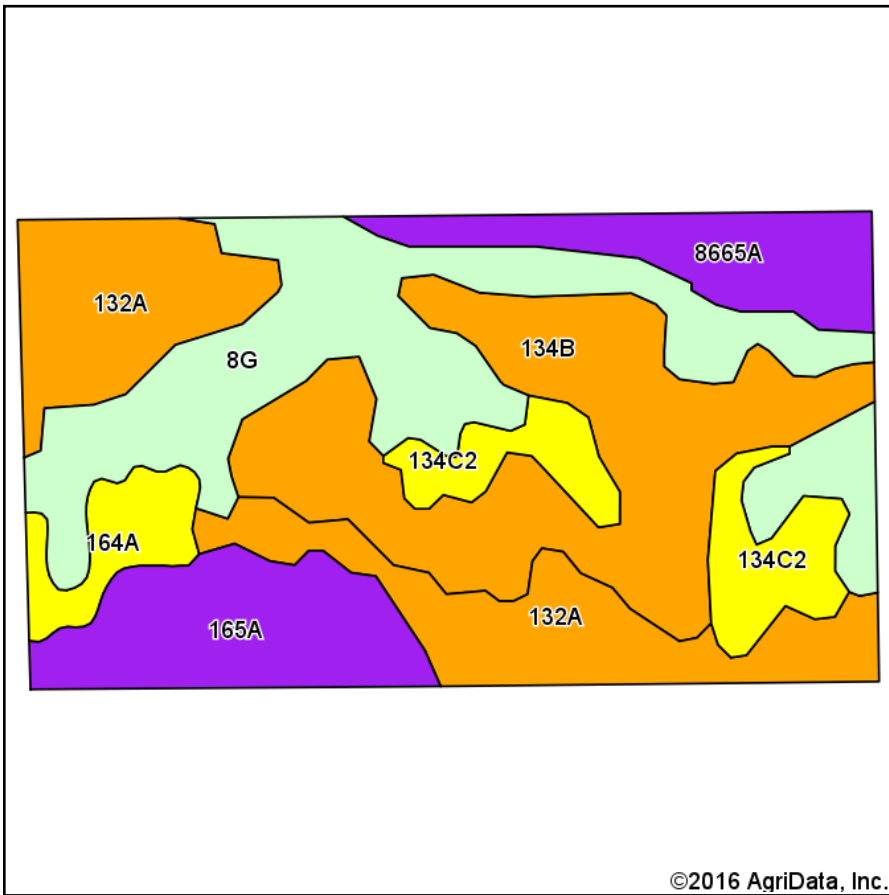 8665A
132A
134B
8G
134C2
164A
134C2
132A
165A
©2016 AgriData, Inc.